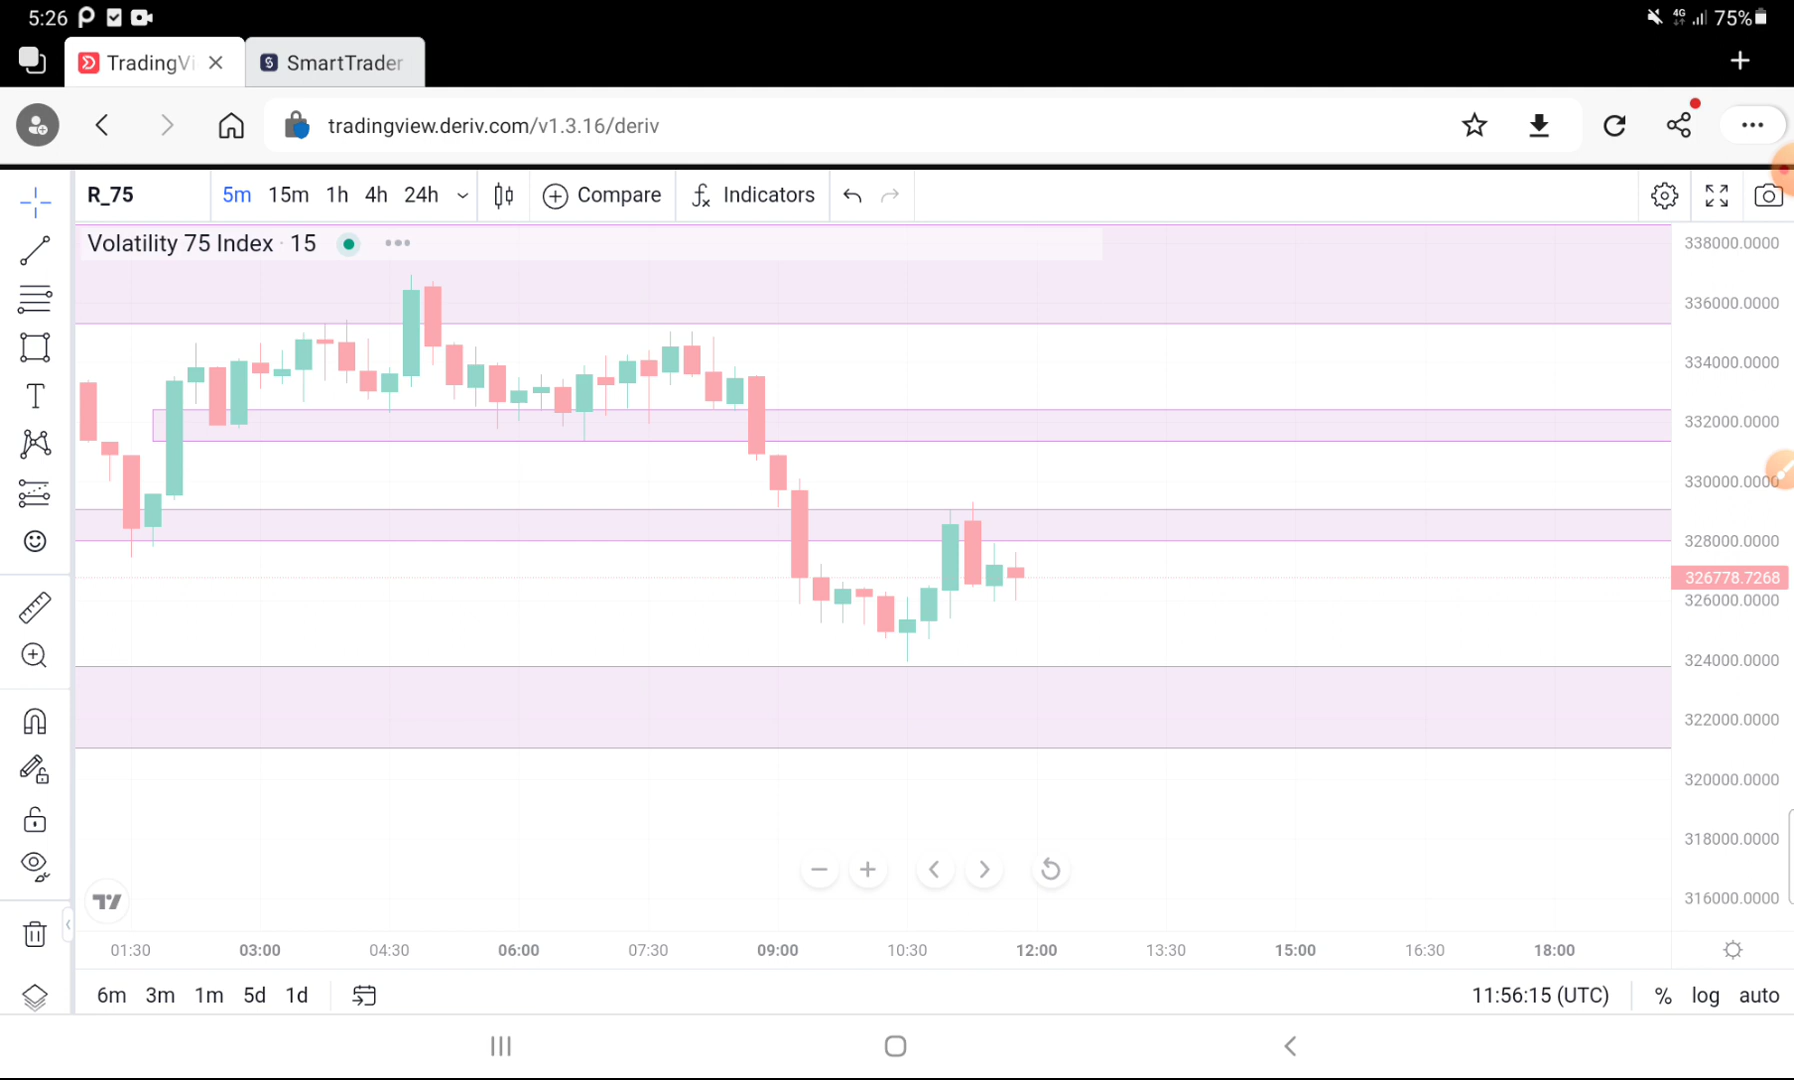 5:26
4G 75%
TradingVi
SmartTrader
tradingview.deriv.com/v1.3.16/deriv
R_75 5m 15m 1h 4h 24h Compare Indicators
Volatility 75 Index · 15
338000.0000
336000.0000
334000.0000
332000.0000
330000.0000
328000.0000
326778.7268
326000.0000
324000.0000
322000.0000
320000.0000
318000.0000
316000.0000
01:30 03:00 04:30 06:00 07:30 09:00 10:30 12:00 13:30 15:00 16:30 18:00
6m 3m 1m 5d 1d 11:56:15 (UTC) % log auto